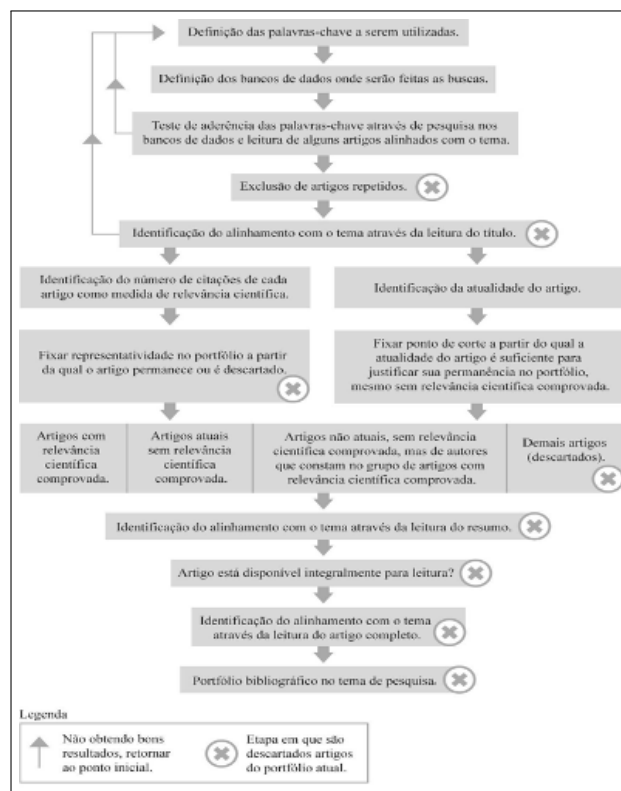 Definição das palavras-chave a serem utilizadas.
Definição dos bancos de dados onde serão feitas as buscas.
Teste de aderência das palavras-chave através de pesquisa nos
bancos de dados e leitura de alguns artigos alinhados com o tema.
Exclusão de artigos repetidos.
Identificação do alinhamento com o tema através da leitura do título.
Identificação do número de citações de cada
artigo como medida de relevância científica.
Identificação da atualidade do artigo.
Fixar representatividade no portfólio a partir
da qual o artigo permanece ou é descartado.
Fixar ponto de corte a partir do qual a
atualidade do artigo é suficiente para
justificar sua permanência no portfólio,
mesmo sem relevância científica comprovada.
Artigos com
relevância
científica
comprovada.
Artigos atuais
sem relevância
científica
comprovada.
Artigos não atuais, sem relevância
científica comprovada, mas de autores
que constam no grupo de artigos com
relevância científica comprovada.
Demais artigos
(descartados).
Identificação do alinhamento com o tema através da leitura do resumo.
Artigo está disponível integralmente para leitura?
Identificação do alinhamento com o tema
através da leitura do artigo completo.
Portfólio bibliográfico no tema de pesquisa.
Legenda
Não obtendo bons
resultados, retornar
ao ponto inicial.
Etapa em que são
descartados artigos
do portfólio atual.